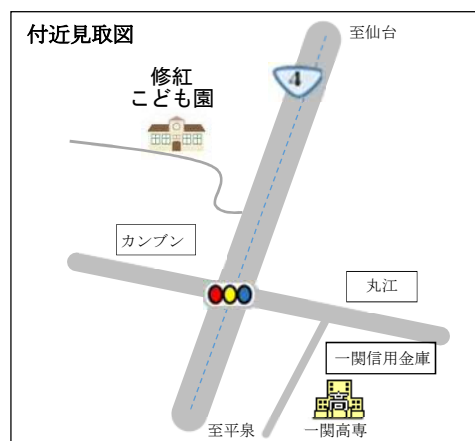 付近見取図
至仙台
4
修紅
こども園
カンブン
丸江
一関信用金庫
高
一関高専
至平泉